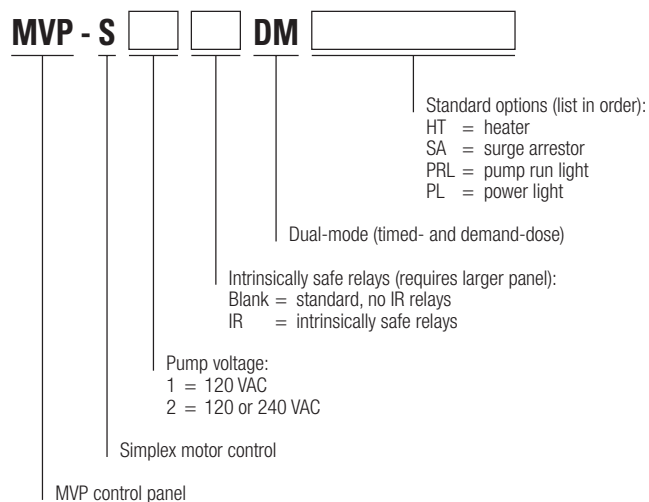 MVP - S DM
Standard options (list in order):
HT = heater
SA = surge arrestor
PRL = pump run light
PL = power light
Dual-mode (timed- and demand-dose)
Intrinsically safe relays (requires larger panel):
Blank = standard, no IR relays
IR = intrinsically safe relays
Pump voltage:
1 = 120 VAC
2 = 120 or 240 VAC
Simplex motor control
MVP control panel